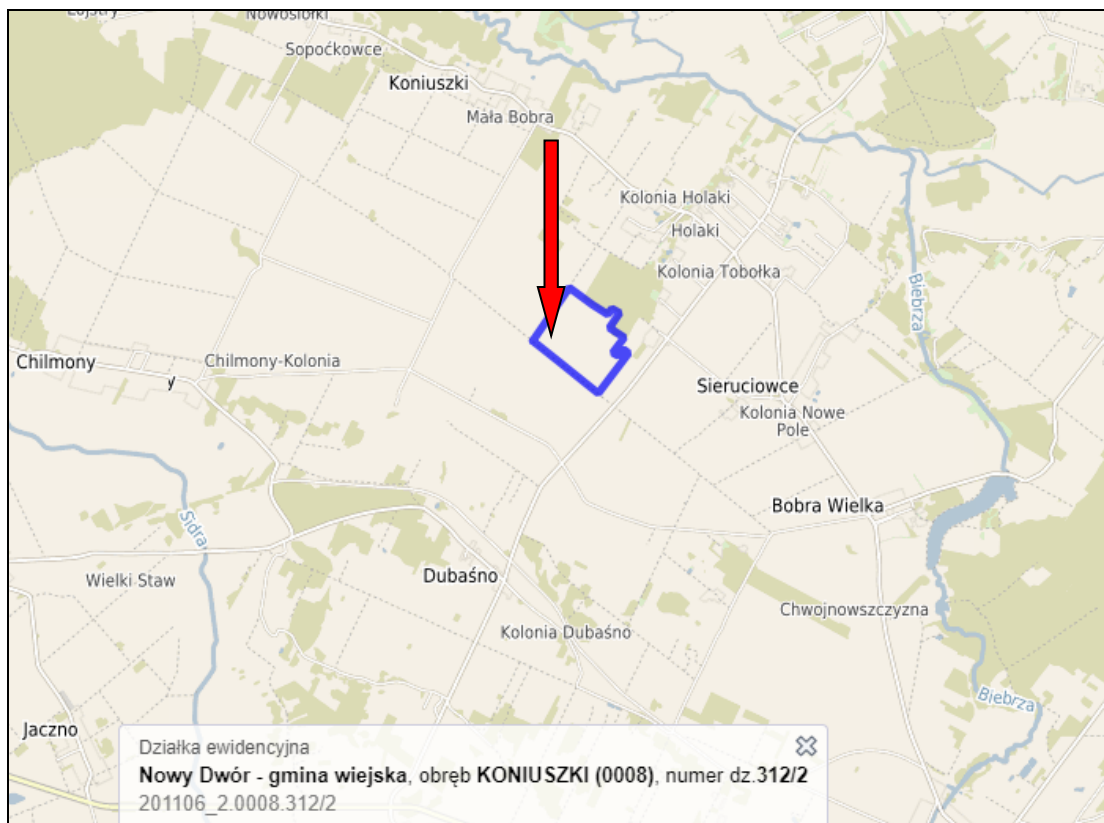 Nowosiołki
Sopoćkowce
Koniuszki
Mała Bobra
Kolonia Holaki
Holaki
Kolonia Tobołka
Biebrza
Chilmony
y
Chilmony-Kolonia
Sieruciowce
Kolonia Nowe
Pole
Bobra Wielka
Sidra
Wielki Staw
Dubaśno
Chwojnowszczyzna
Kolonia Dubaśno
Biebrza
Jaczno
Działka ewidencyjna
Nowy Dwór - gmina wiejska, obręb KONIUSZKI (0008), numer dz.312/2
201106_2.0008.312/2